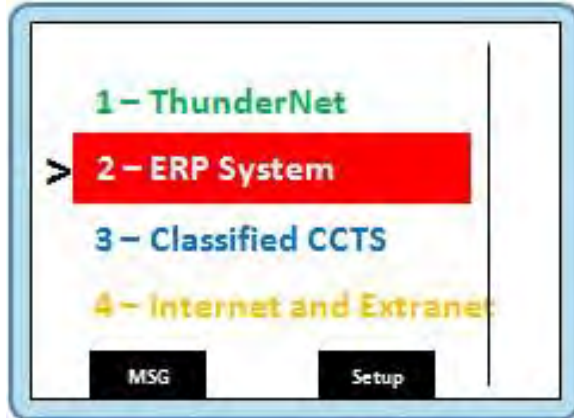 1 – ThunderNet
> 2 – ERP System
3 – Classified CCTS
4 – Internet and Extranet
MSG Setup